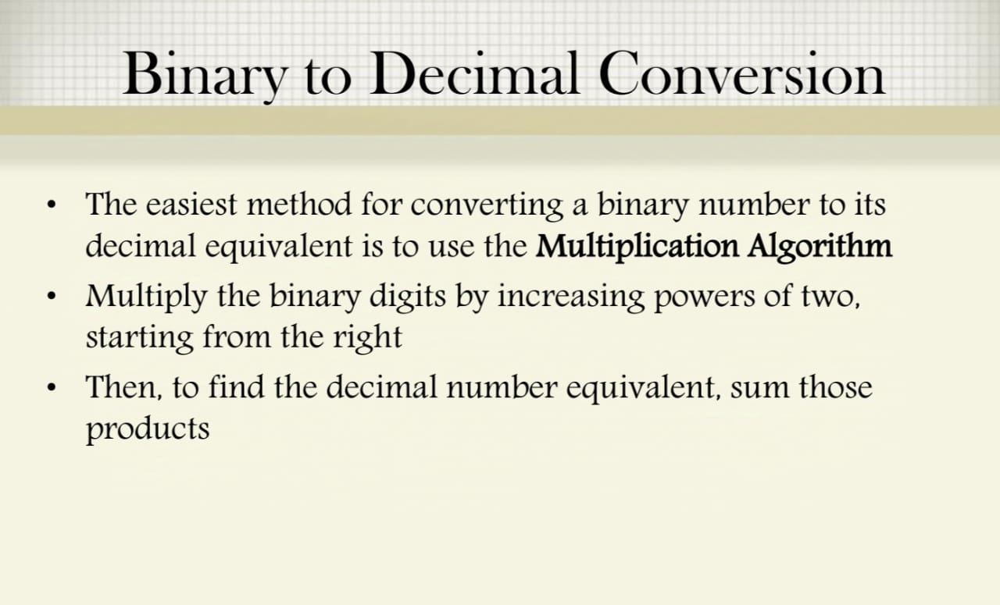 Binary to Decimal Conversion
• The easiest method for converting a binary number to its
decimal equivalent is to use the Multiplication Algorithm
• Multiply the binary digits by increasing powers of two,
starting from the right
• Then, to find the decimal number equivalent, sum those
products